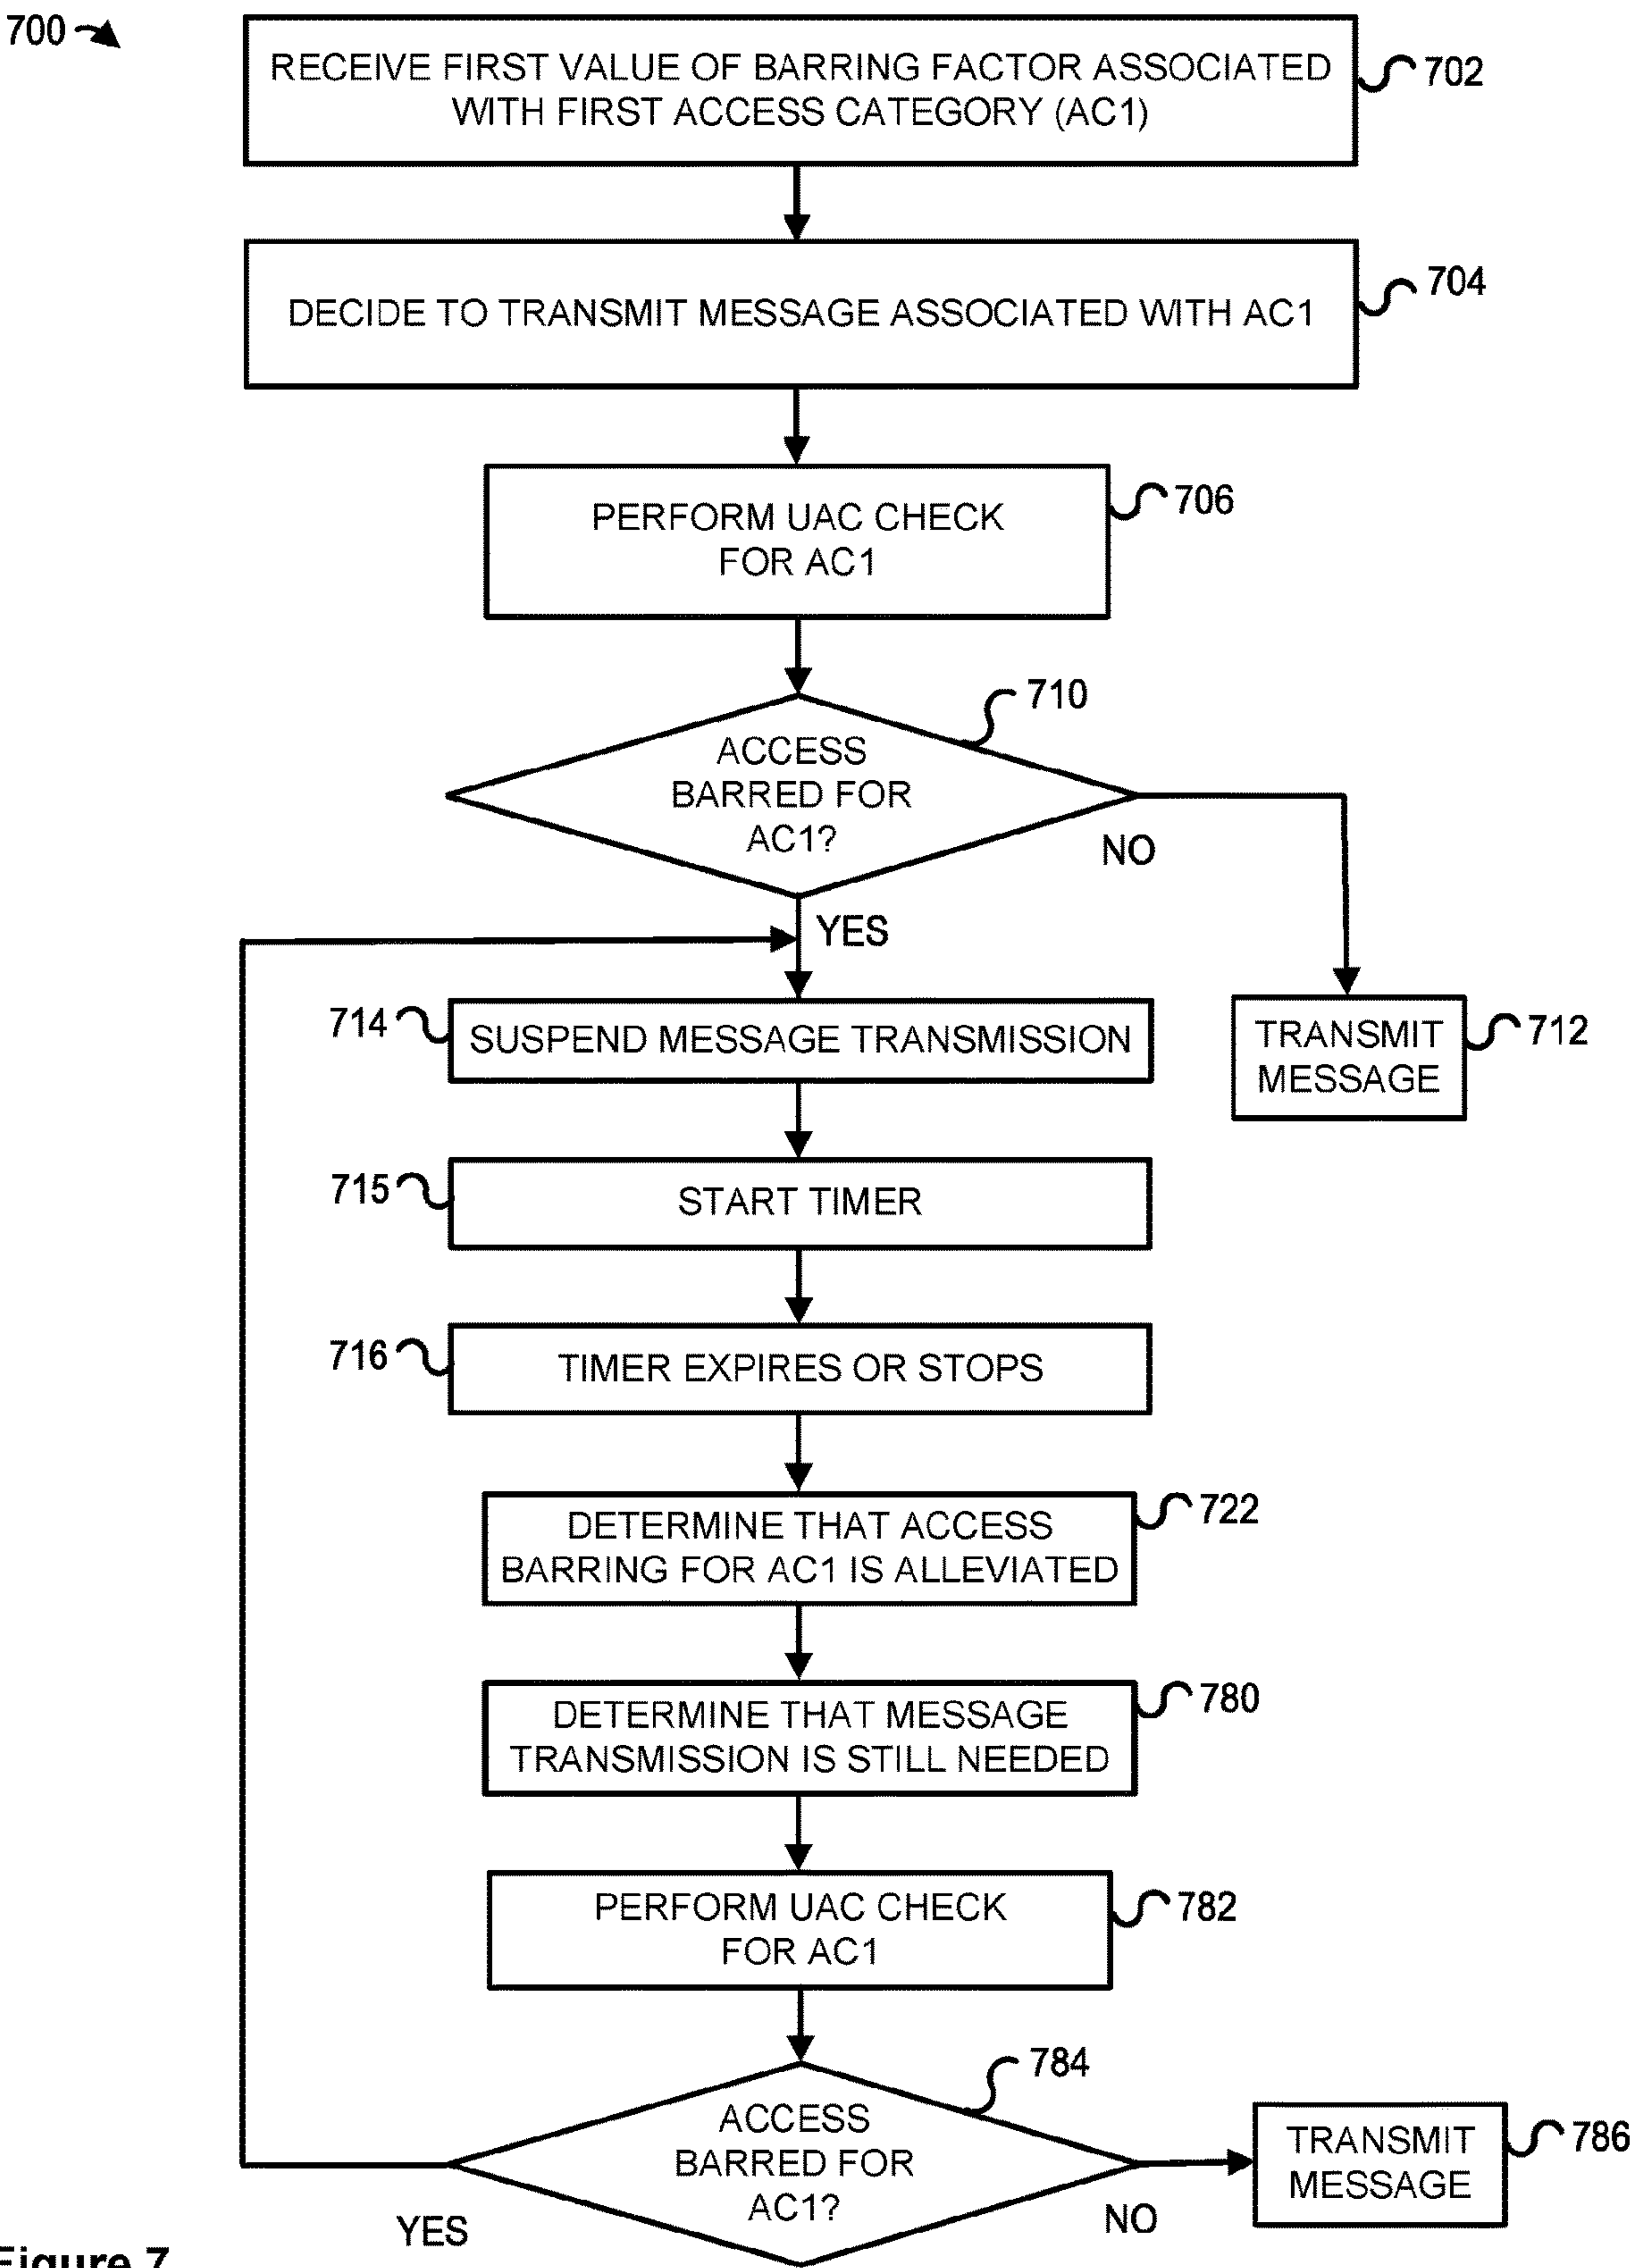 700
RECEIVE FIRST VALUE OF BARRING FACTOR ASSOCIATED
WITH FIRST ACCESS CATEGORY (AC1)
702
DECIDE TO TRANSMIT MESSAGE ASSOCIATED WITH AC1
704
PERFORM UAC CHECK
FOR AC1
706
710
ACCESS
BARRED FOR
AC1?
NO
YES
714
SUSPEND MESSAGE TRANSMISSION
TRANSMIT
MESSAGE
712
715
START TIMER
716
TIMER EXPIRES OR STOPS
DETERMINE THAT ACCESS
BARRING FOR AC1 IS ALLEVIATED
722
DETERMINE THAT MESSAGE
TRANSMISSION IS STILL NEEDED
780
PERFORM UAC CHECK
FOR AC1
782
784
ACCESS
BARRED FOR
AC1?
YES
NO
TRANSMIT
MESSAGE
786
Figure 7